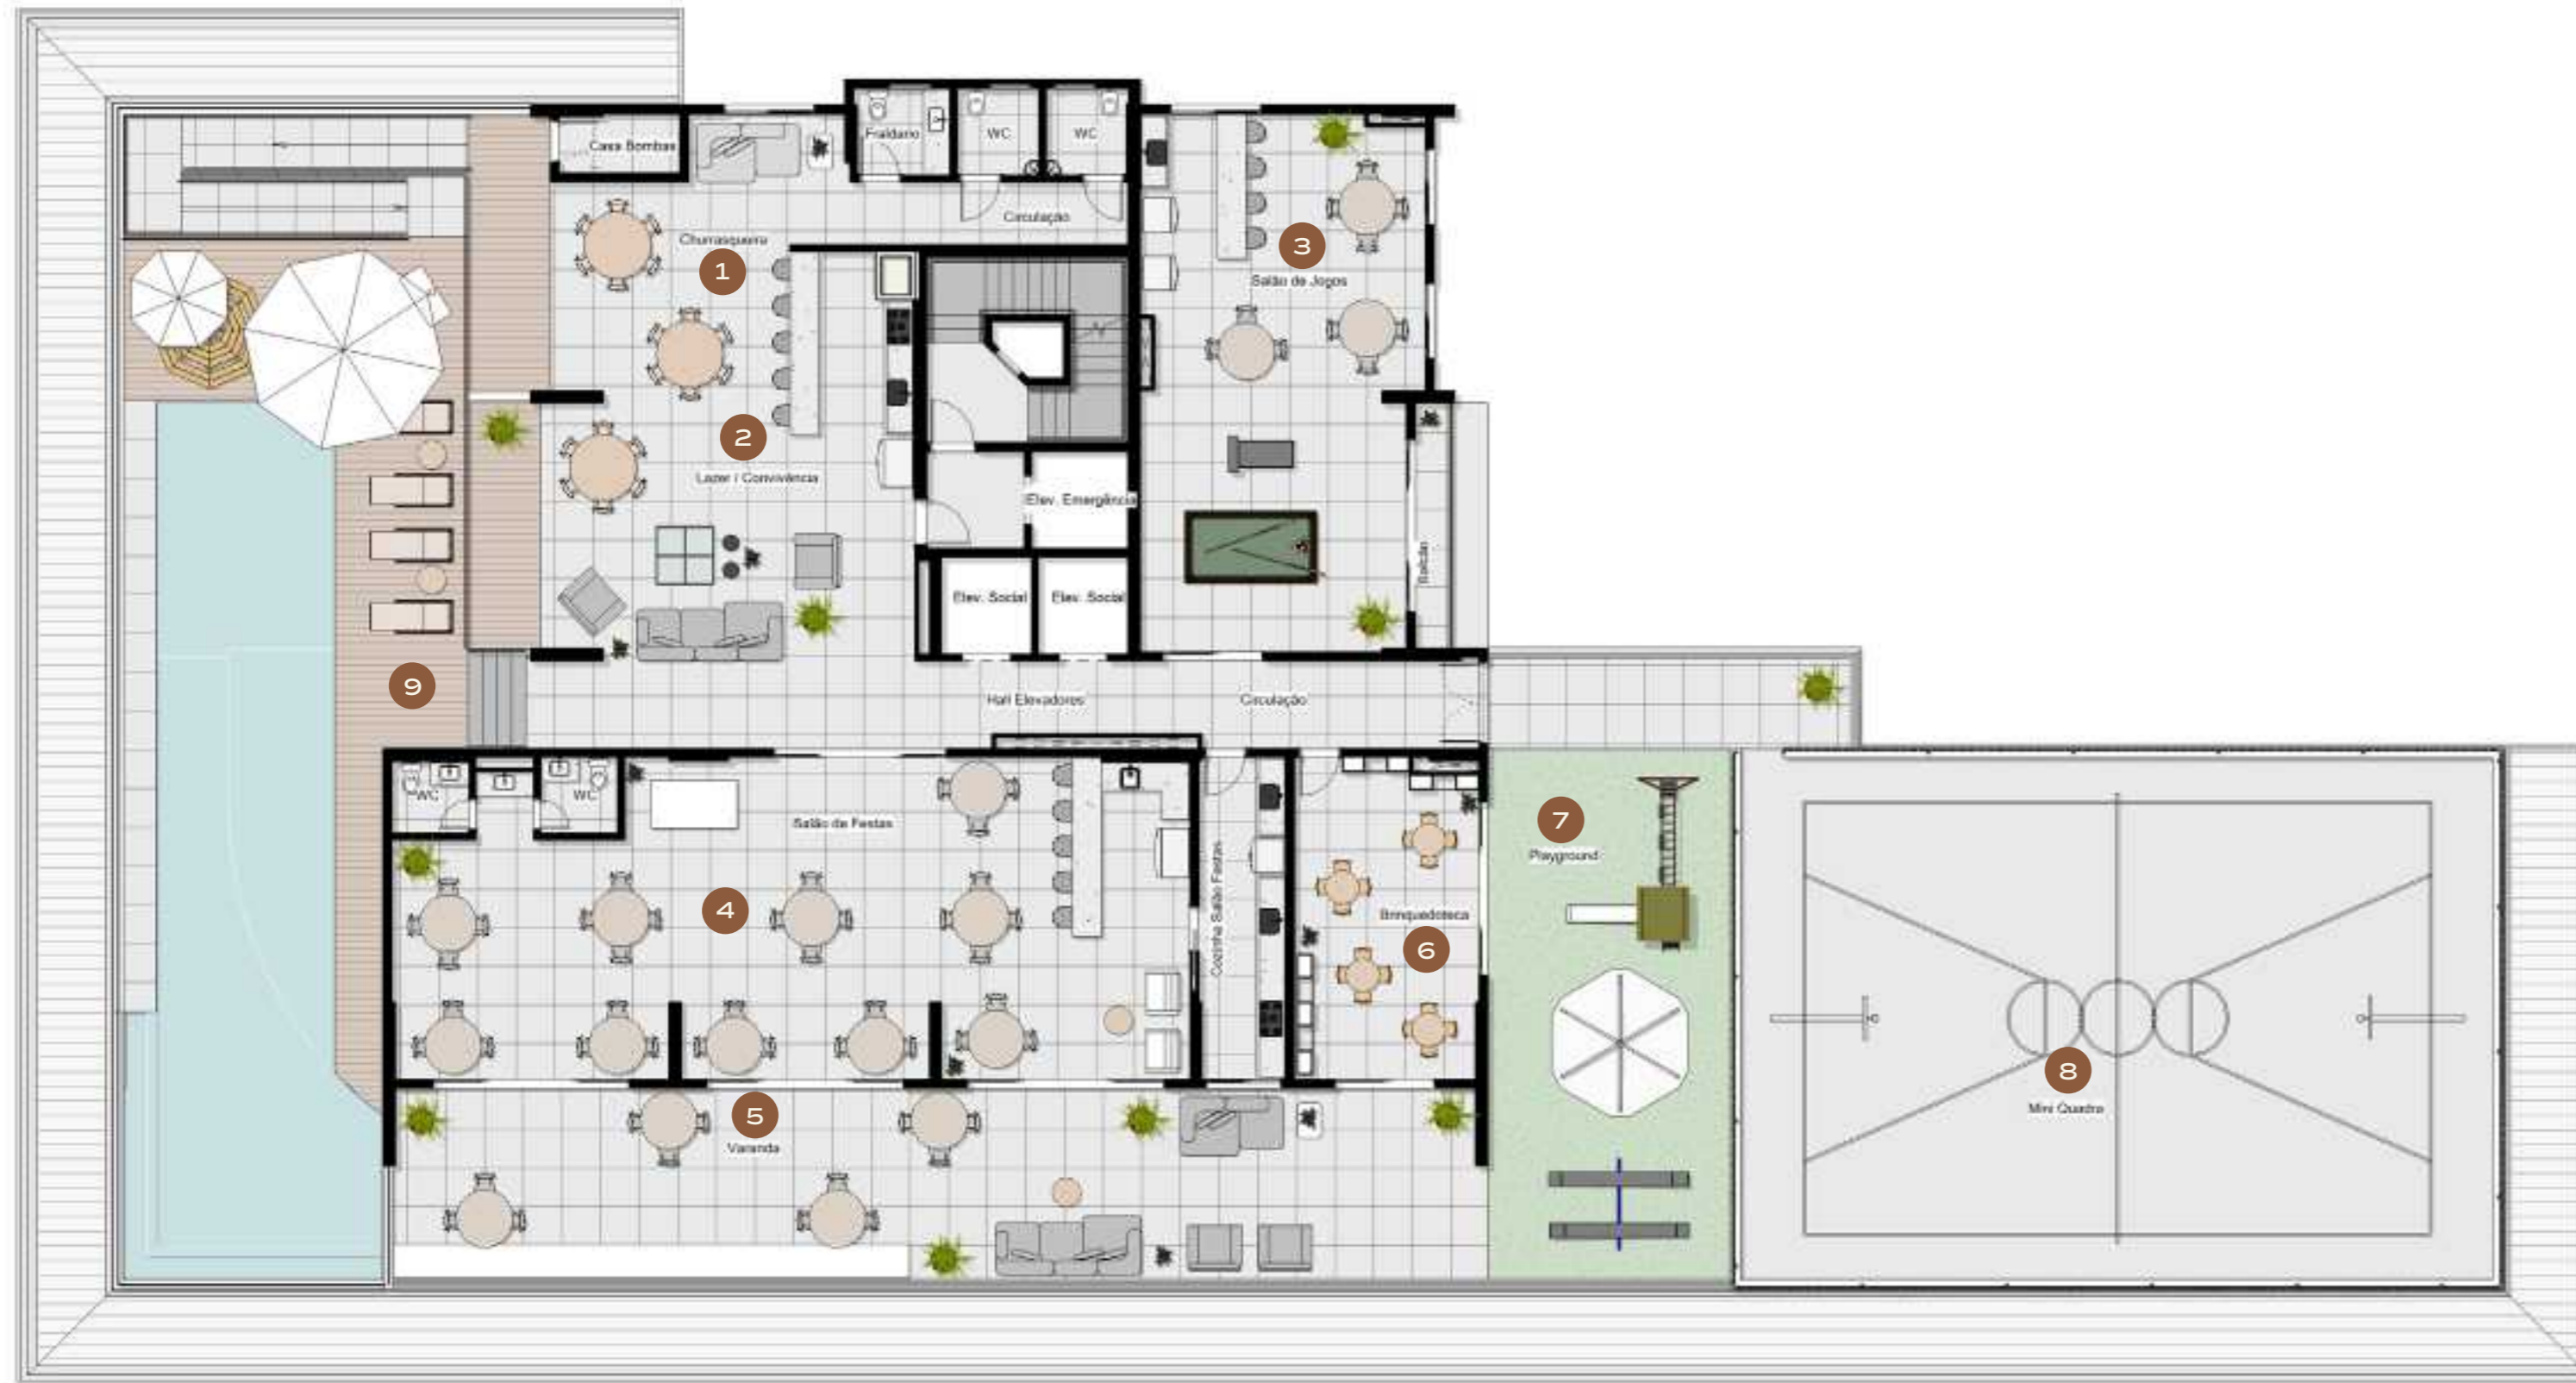 Casa Bombas
Fraldario
WC
WC
Circulação
Churrasqueira
1
3
Salão de Jogos
2
Lazer / Convivência
Elev. Emergência
Balcão
Elev. Social
Elev. Social
9
Hall Elevadores
Circulação
WC
WC
Salão de Festas
4
Cozinha Salão Festas
Brinquedoteca
6
7
Playground
8
Mini Quadra
5
Varanda